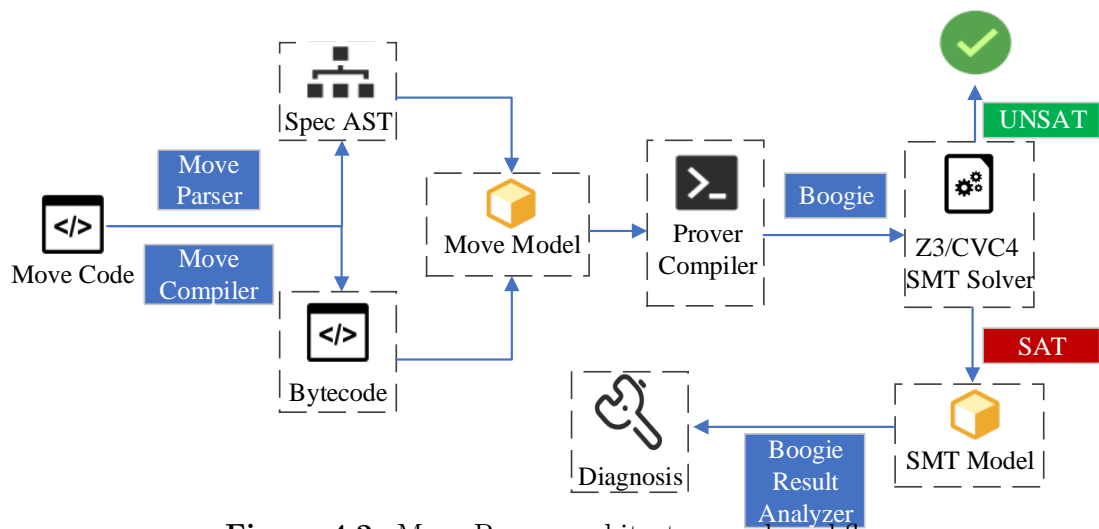 UNSAT
Spec AST
Move
Parser
</>
Move Code
Move
Compiler
</>
Bytecode
Move Model
>_
Prover
Compiler
Boogie
Z3/CVC4
SMT Solver
SAT
SMT Model
Boogie
Result
Analyzer
Diagnosis